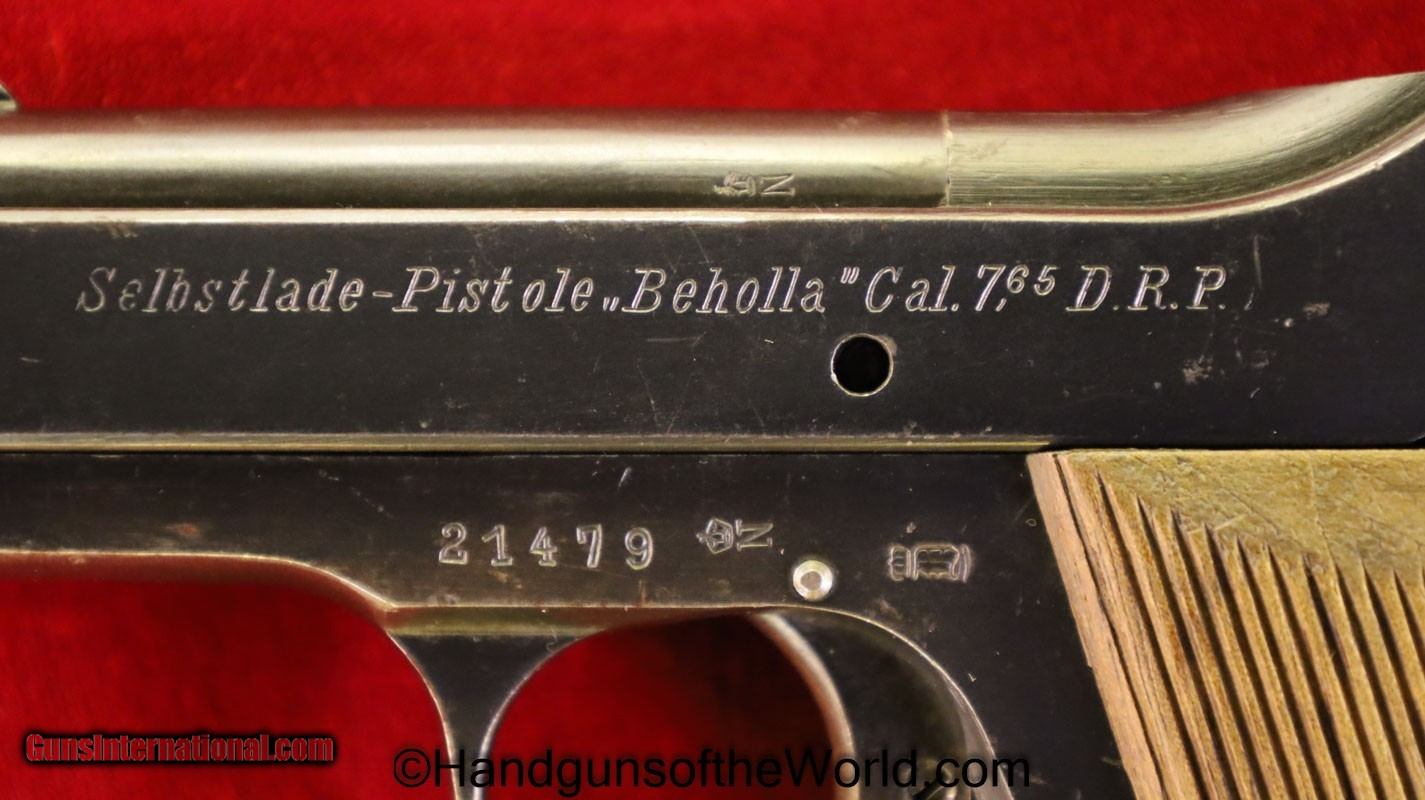 N
Selbstlade-Pistole „Beholla‟ Cal. 7,65 D.R.P.
21479 N
GunsInternational.com
©HandgunsoftheWorld.com